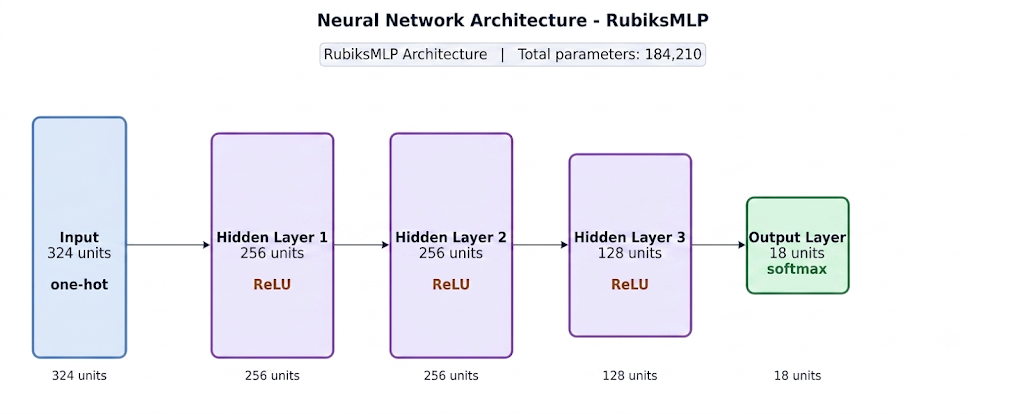 Neural Network Architecture - RubiksMLP
RubiksMLP Architecture | Total parameters: 184,210
Input
324 units
one-hot
Hidden Layer 1
256 units
ReLU
Hidden Layer 2
256 units
ReLU
Hidden Layer 3
128 units
ReLU
Output Layer
18 units
softmax
324 units
256 units
256 units
128 units
18 units